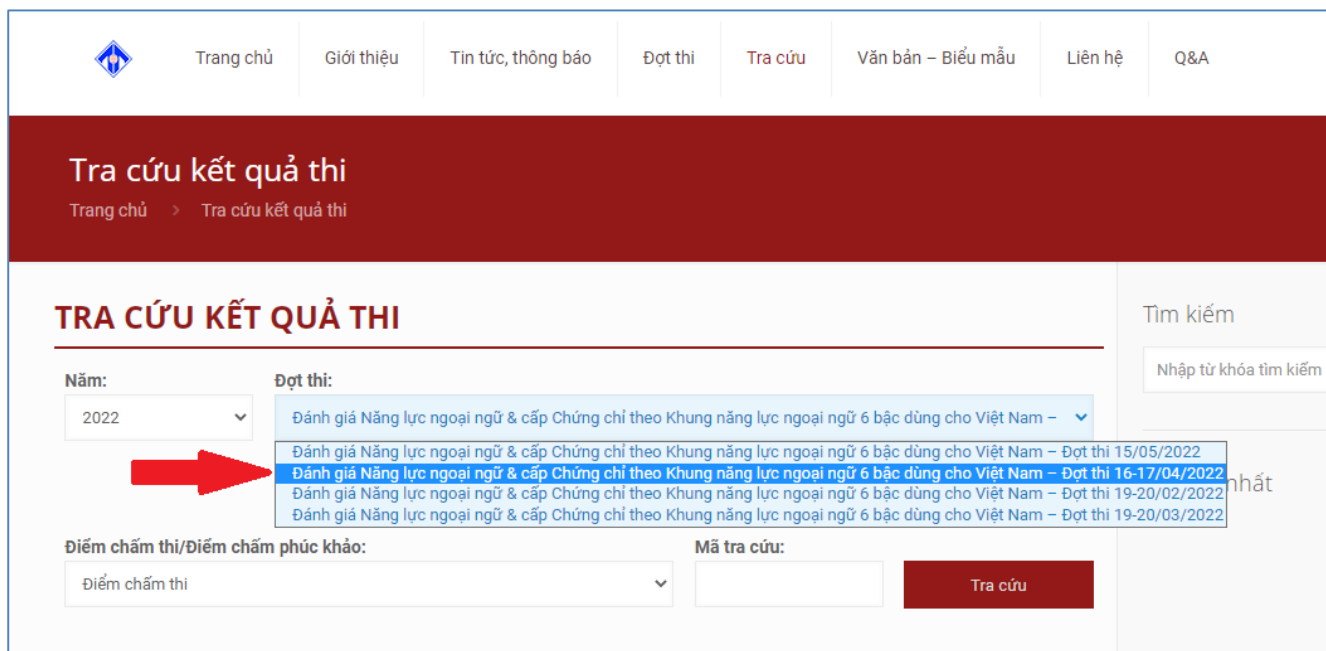 Trang chủ Giới thiệu Tin tức, thông báo Đợt thi Tra cứu Văn bản – Biểu mẫu Liên hệ Q&A
Tra cứu kết quả thi
Trang chủ > Tra cứu kết quả thi
TRA CỨU KẾT QUẢ THI
Tìm kiếm
Nhập từ khóa tìm kiếm
Năm: Đợt thi:
2022 Đánh giá Năng lực ngoại ngữ & cấp Chứng chỉ theo Khung năng lực ngoại ngữ 6 bậc dùng cho Việt Nam –
Đánh giá Năng lực ngoại ngữ & cấp Chứng chỉ theo Khung năng lực ngoại ngữ 6 bậc dùng cho Việt Nam – Đợt thi 15/05/2022
Đánh giá Năng lực ngoại ngữ & cấp Chứng chỉ theo Khung năng lực ngoại ngữ 6 bậc dùng cho Việt Nam – Đợt thi 16-17/04/2022
Đánh giá Năng lực ngoại ngữ & cấp Chứng chỉ theo Khung năng lực ngoại ngữ 6 bậc dùng cho Việt Nam – Đợt thi 19-20/02/2022
Đánh giá Năng lực ngoại ngữ & cấp Chứng chỉ theo Khung năng lực ngoại ngữ 6 bậc dùng cho Việt Nam – Đợt thi 19-20/03/2022
nhất
Điểm chấm thi/Điểm chấm phúc khảo: Mã tra cứu:
Điểm chấm thi Tra cứu